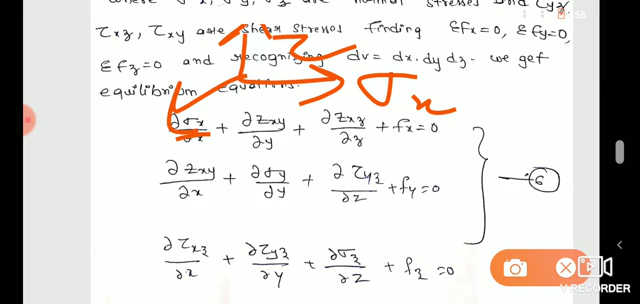 where σx, σy, σz are normal stresses and τyz,
τxz, τxy are shear stresses finding Σfx=0, Σfy=0,
Σfz=0 and recognizing dv= dx.dy dz. we get
equilibrium equations.
1 z
σx
∂σx/∂x + ∂τxy/∂y + ∂τxz/∂z + fx=0
∂τxy/∂x + ∂σy/∂y + ∂τyz/∂z + fy=0
— 6
∂τxz/∂x + ∂τyz/∂y + ∂σz/∂z + fz=0
56
RECORDER